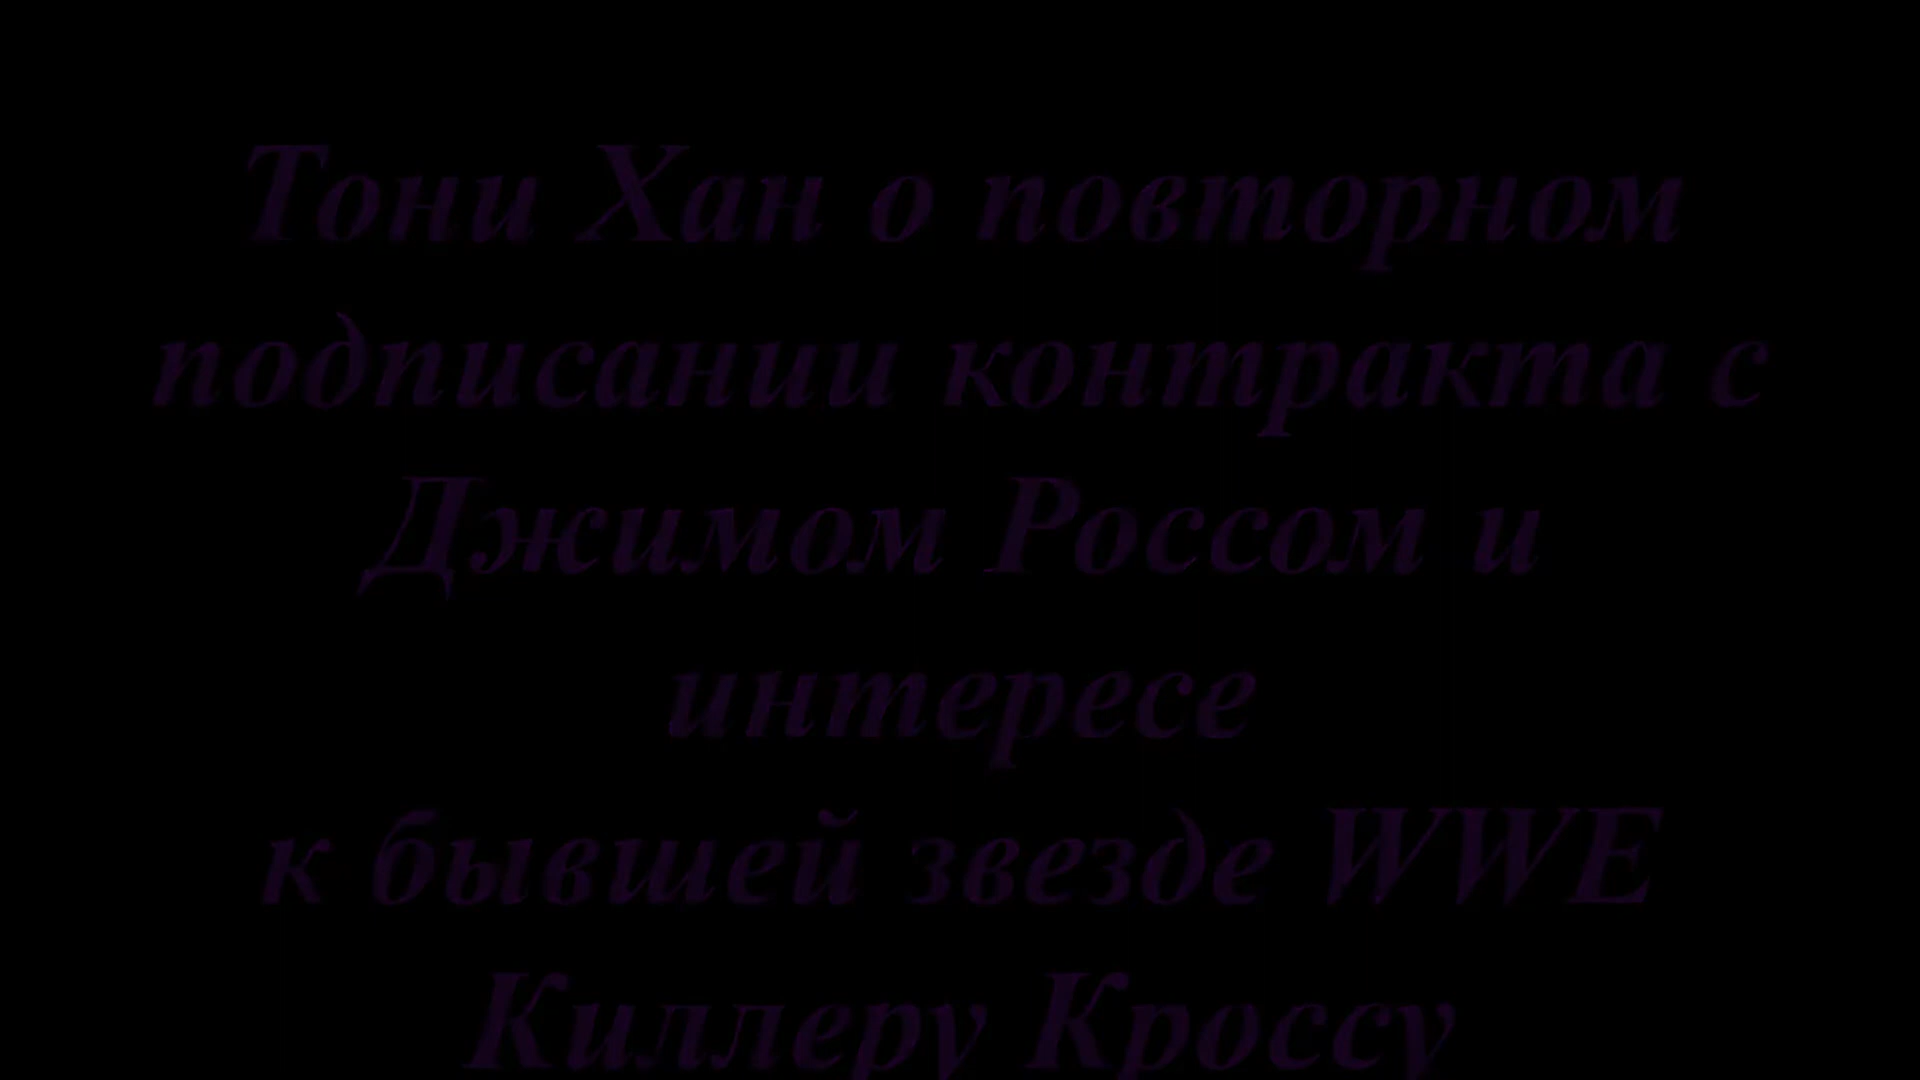 Тони Хан о повторном
подписании контракта с
Джимом Россом и
интересе
к бывшей звезде WWE
Киллеру Кроссу